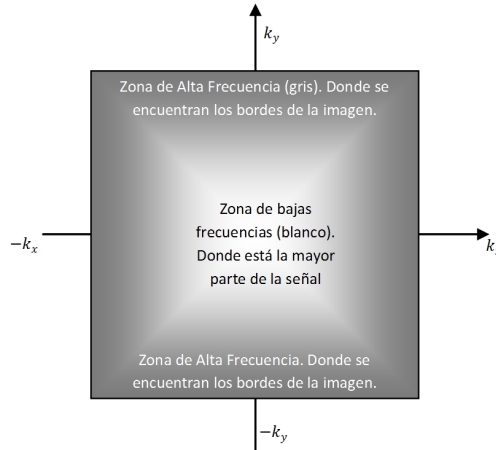 k_y
Zona de Alta Frecuencia (gris). Donde se
encuentran los bordes de la imagen.
Zona de bajas
frecuencias (blanco).
Donde está la mayor
parte de la señal
−k_x
k
Zona de Alta Frecuencia. Donde se
encuentran los bordes de la imagen.
−k_y